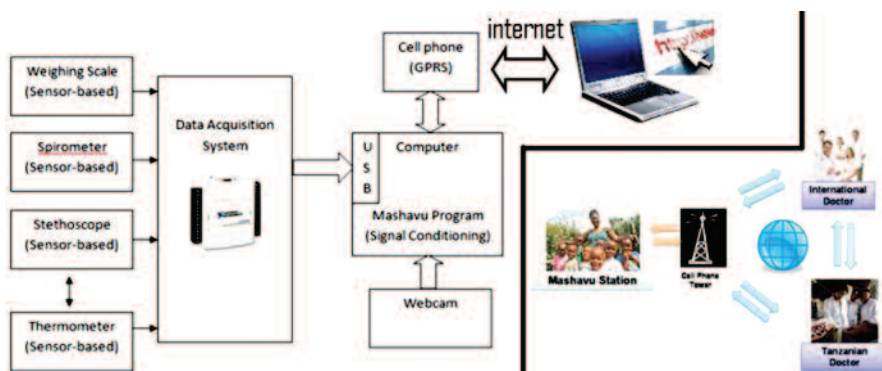 Weighing Scale
(Sensor-based)
Spirometer
(Sensor-based)
Stethoscope
(Sensor-based)
Thermometer
(Sensor-based)
Data Acquisition
System
Cell phone
(GPRS)
internet
U
S
B
Computer
Mashavu Program
(Signal Conditioning)
Webcam
Mashavu Station
Cell Phone
Tower
International
Doctor
Tanzanian
Doctor